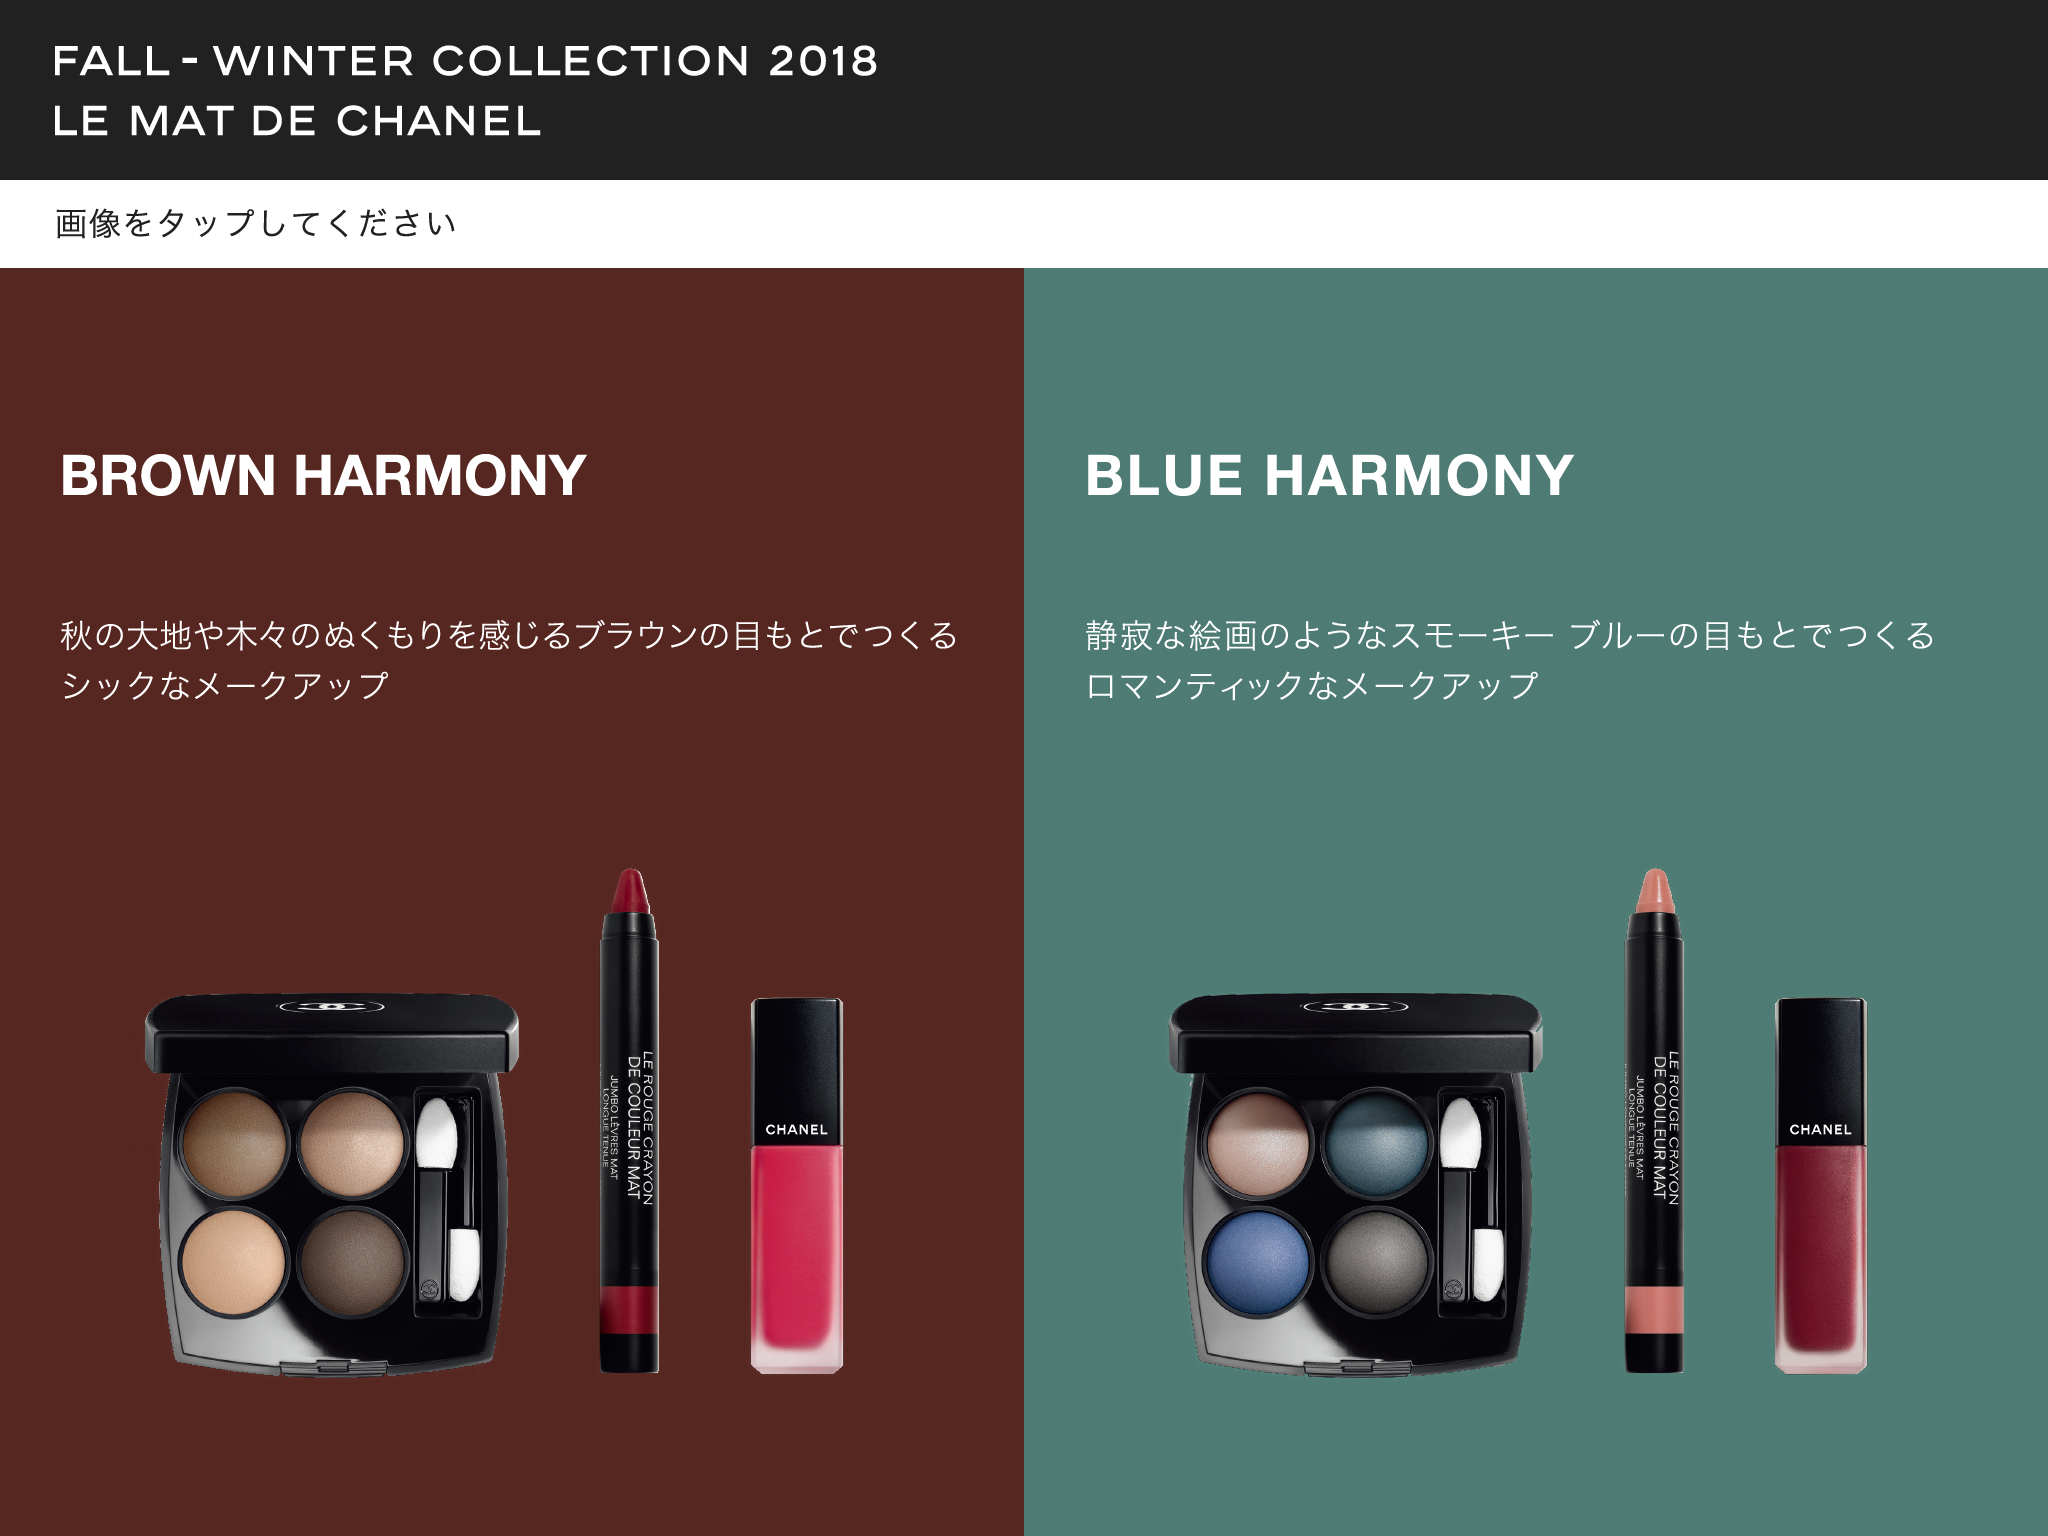 FALL - WINTER COLLECTION 2018
LE MAT DE CHANEL
画像をタップしてください
BROWN HARMONY
秋の大地や木々のぬくもりを感じるブラウンの目もとでつくる
シックなメークアップ
LE ROUGE CRAYON
DE COULEUR MAT
JUMBO LÈVRES MAT
LONGUE TENUE
CHANEL
BLUE HARMONY
静寂な絵画のようなスモーキー ブルーの目もとでつくる
ロマンティックなメークアップ
LE ROUGE CRAYON
DE COULEUR MAT
JUMBO LÈVRES MAT
LONGUE TENUE
CHANEL